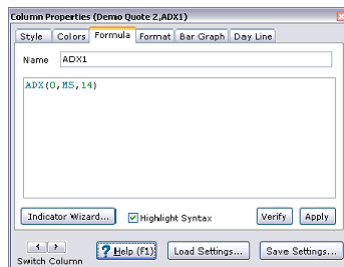 Column Properties (Demo Quote 2,ADX1)
Style Colors Formula Format Bar Graph Day Line
Name ADX1
ADX(0,M5,14)
Indicator Wizard... Highlight Syntax Verify Apply
Switch Column ? Help (F1) Load Settings... Save Settings...